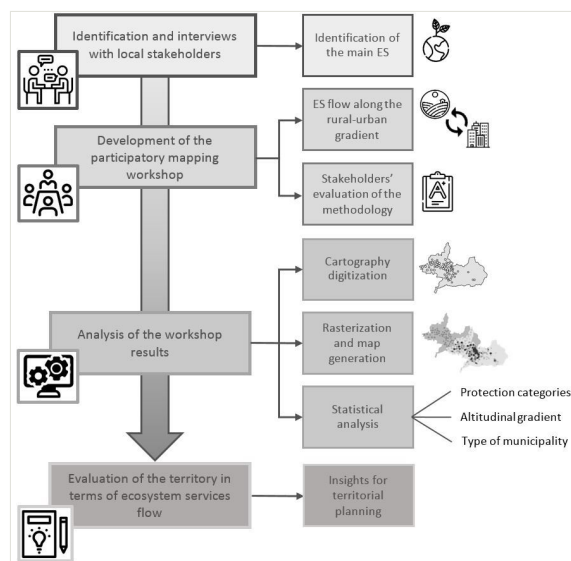 Identification and interviews
with local stakeholders
Identification of
the main ES
Development of the
participatory mapping
workshop
ES flow along the
rural-urban
gradient
Stakeholders'
evaluation of the
methodology
Cartography
digitization
Analysis of the workshop
results
Rasterization
and map
generation
Statistical
analysis
Protection categories
Altitudinal gradient
Type of municipality
Evaluation of the territory in
terms of ecosystem services
flow
Insights for
territorial
planning